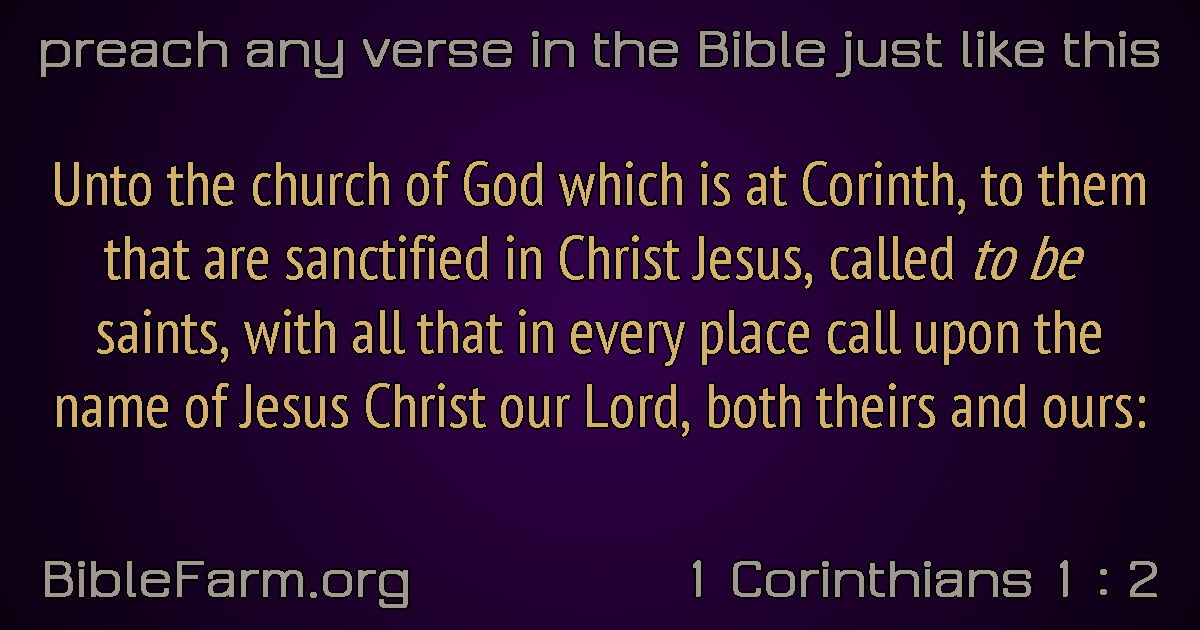 preach any verse in the Bible just like this
Unto the church of God which is at Corinth, to them
that are sanctified in Christ Jesus, called to be
saints, with all that in every place call upon the
name of Jesus Christ our Lord, both theirs and ours:
BibleFarm.org
1 Corinthians 1 : 2